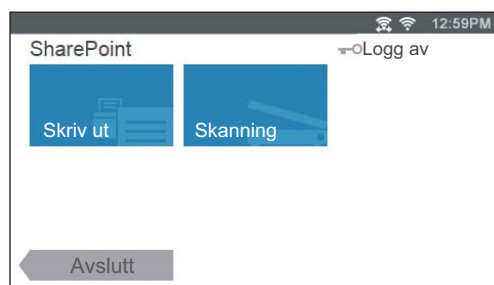 12:59PM
SharePoint
Logg av
Skriv ut
Skanning
Avslutt